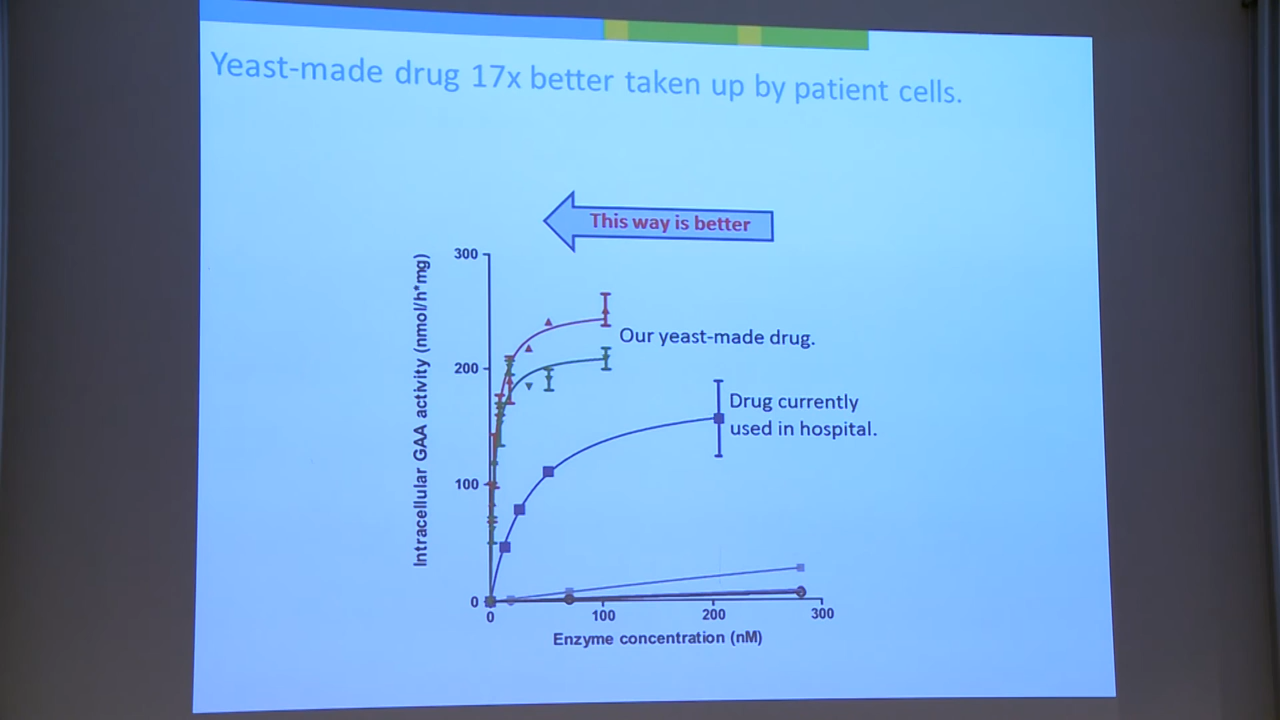 Yeast-made drug 17x better taken up by patient cells.
This way is better
Intracellular GAA activity (nmol/h*mg)
300
200
100
0
Our yeast-made drug.
Drug currently
used in hospital.
0
100
200
300
Enzyme concentration (nM)